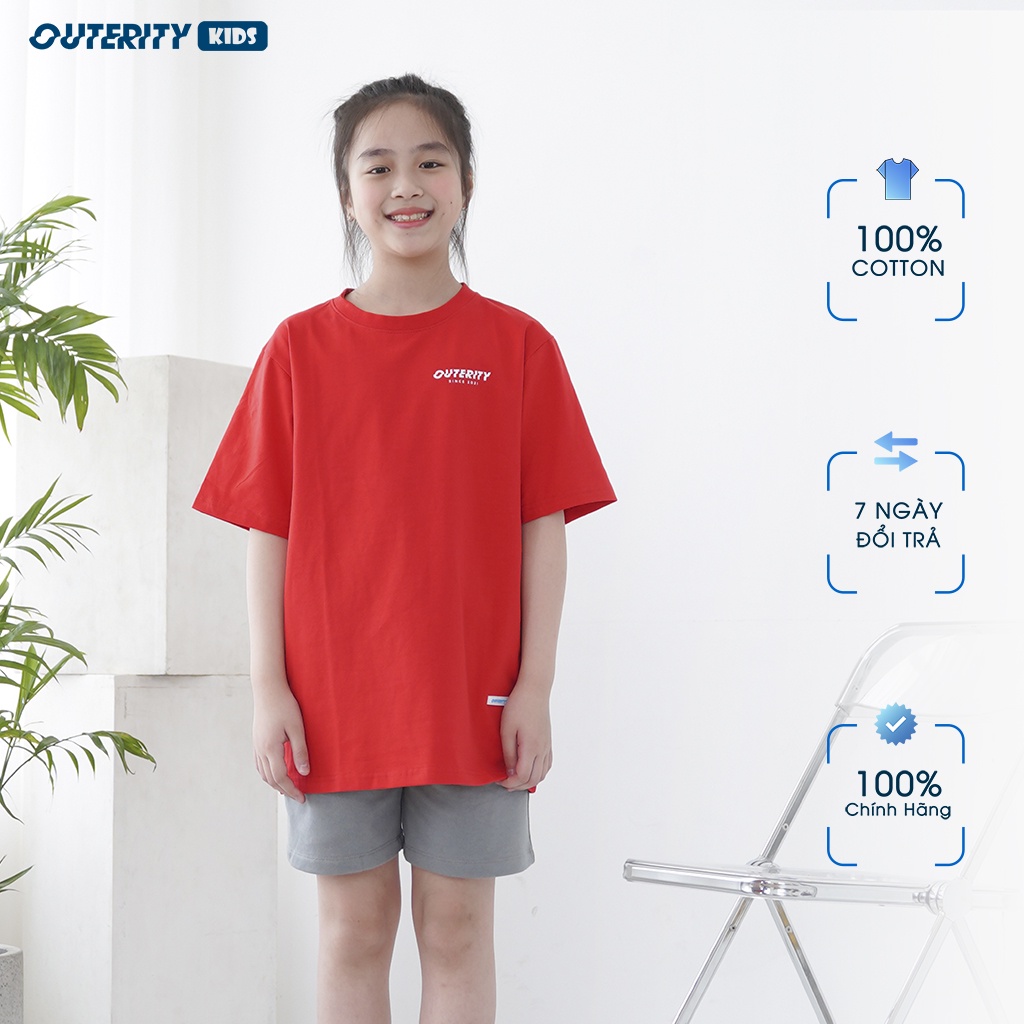 OUTERITY KIDS
100%
COTTON
OUTERITY
SINCE 2021
7 NGÀY
ĐỔI TRẢ
100%
Chính Hãng